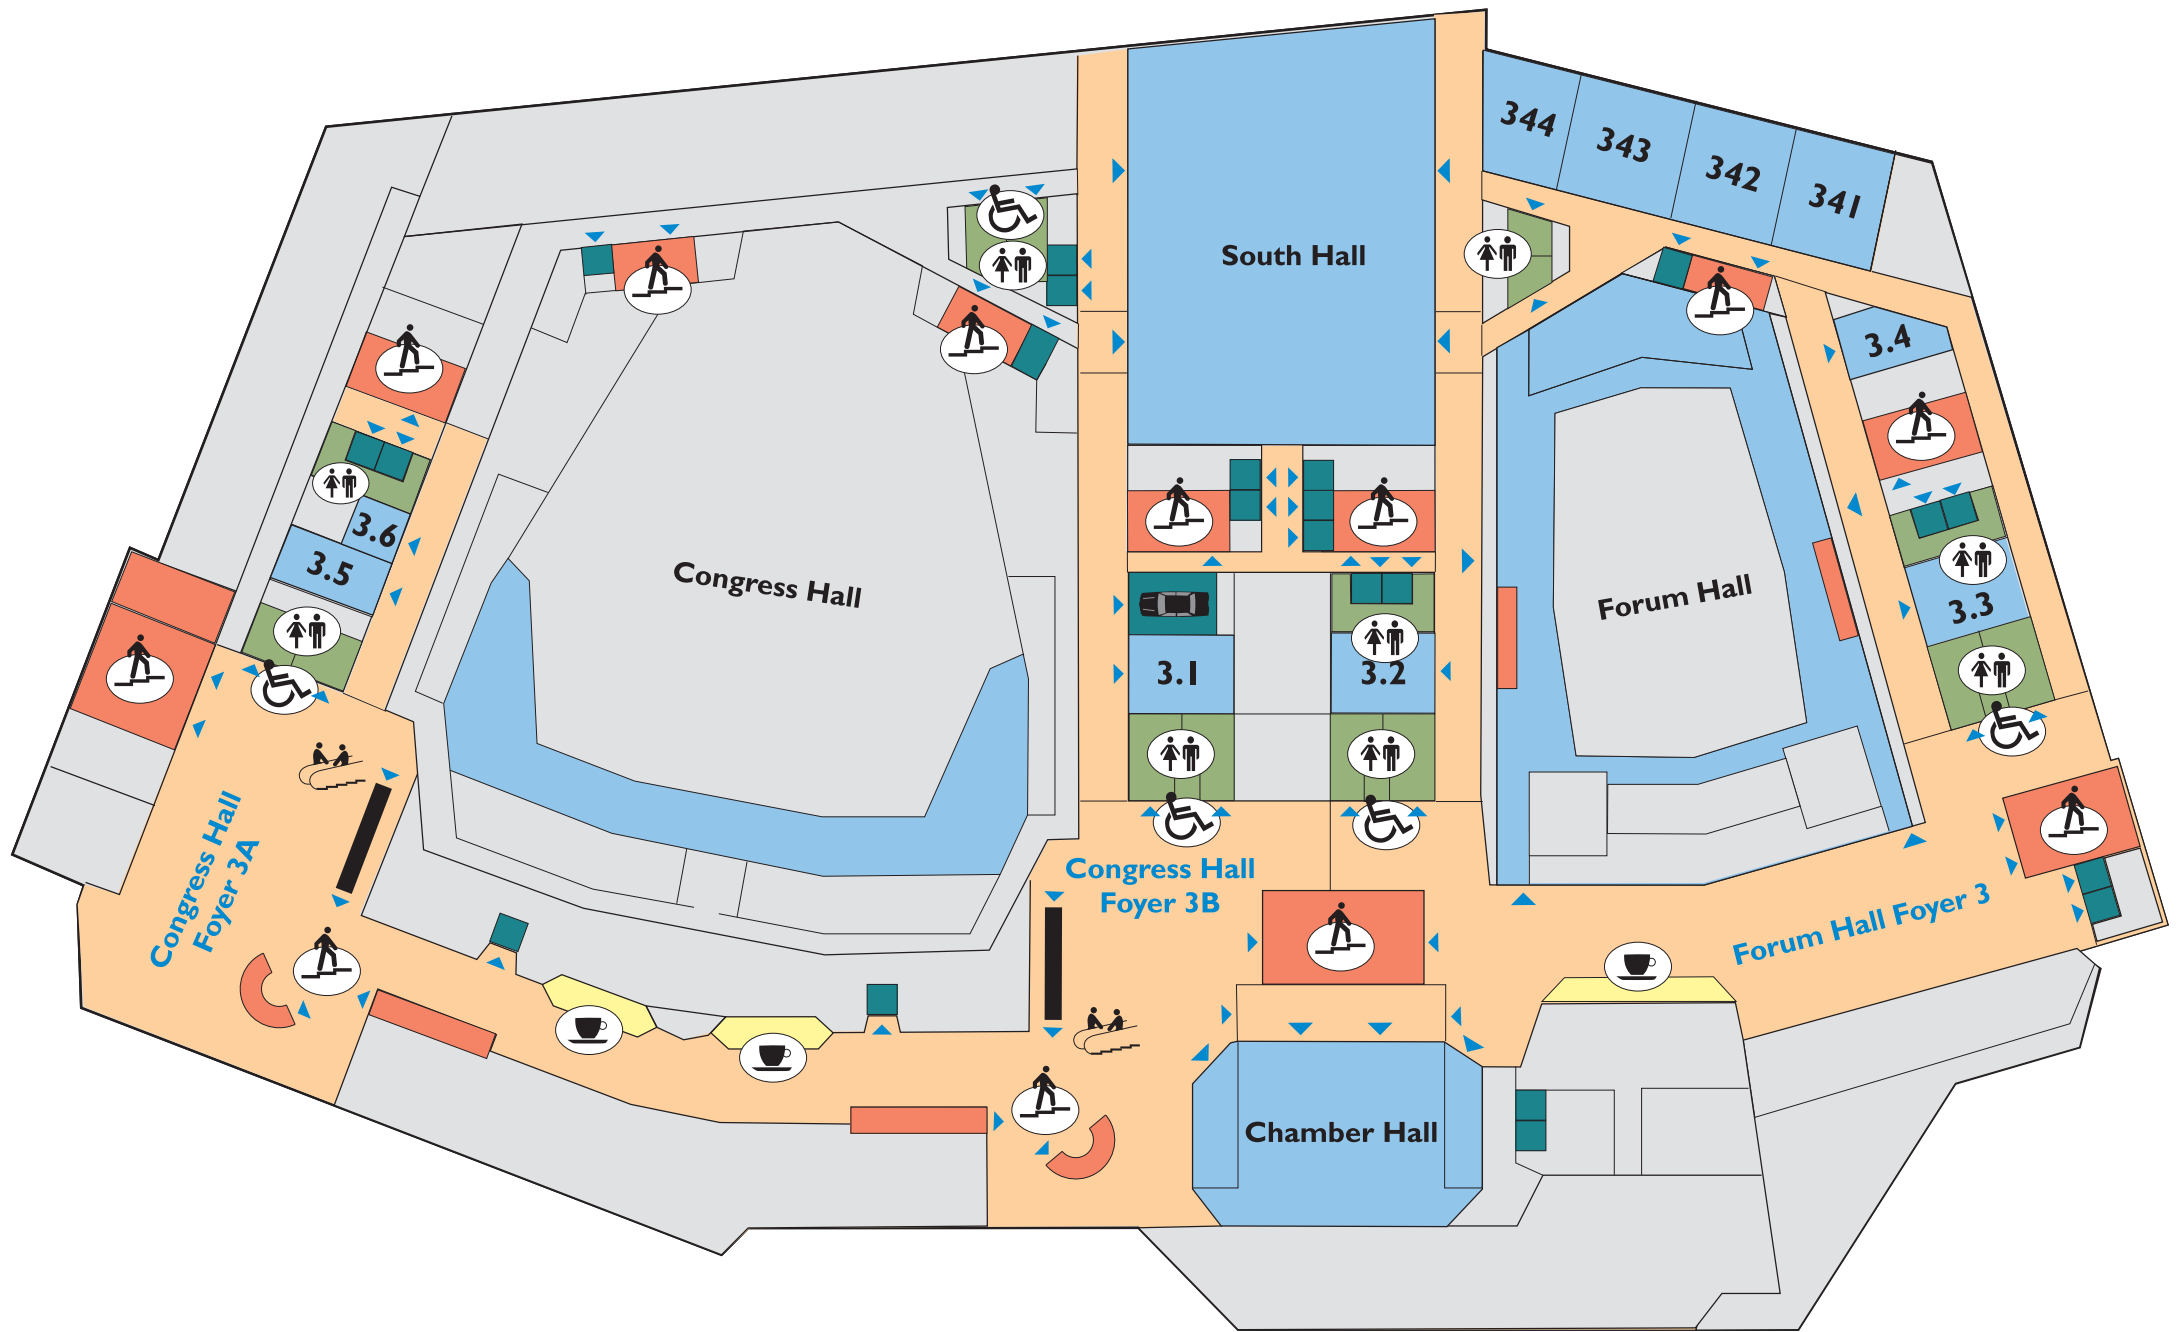 344
343
342
341
South Hall
3.4
3.6
3.5
Congress Hall
Forum Hall
3.3
3.1
3.2
Congress Hall
Foyer 3A
Congress Hall
Foyer 3B
Forum Hall Foyer 3
Chamber Hall